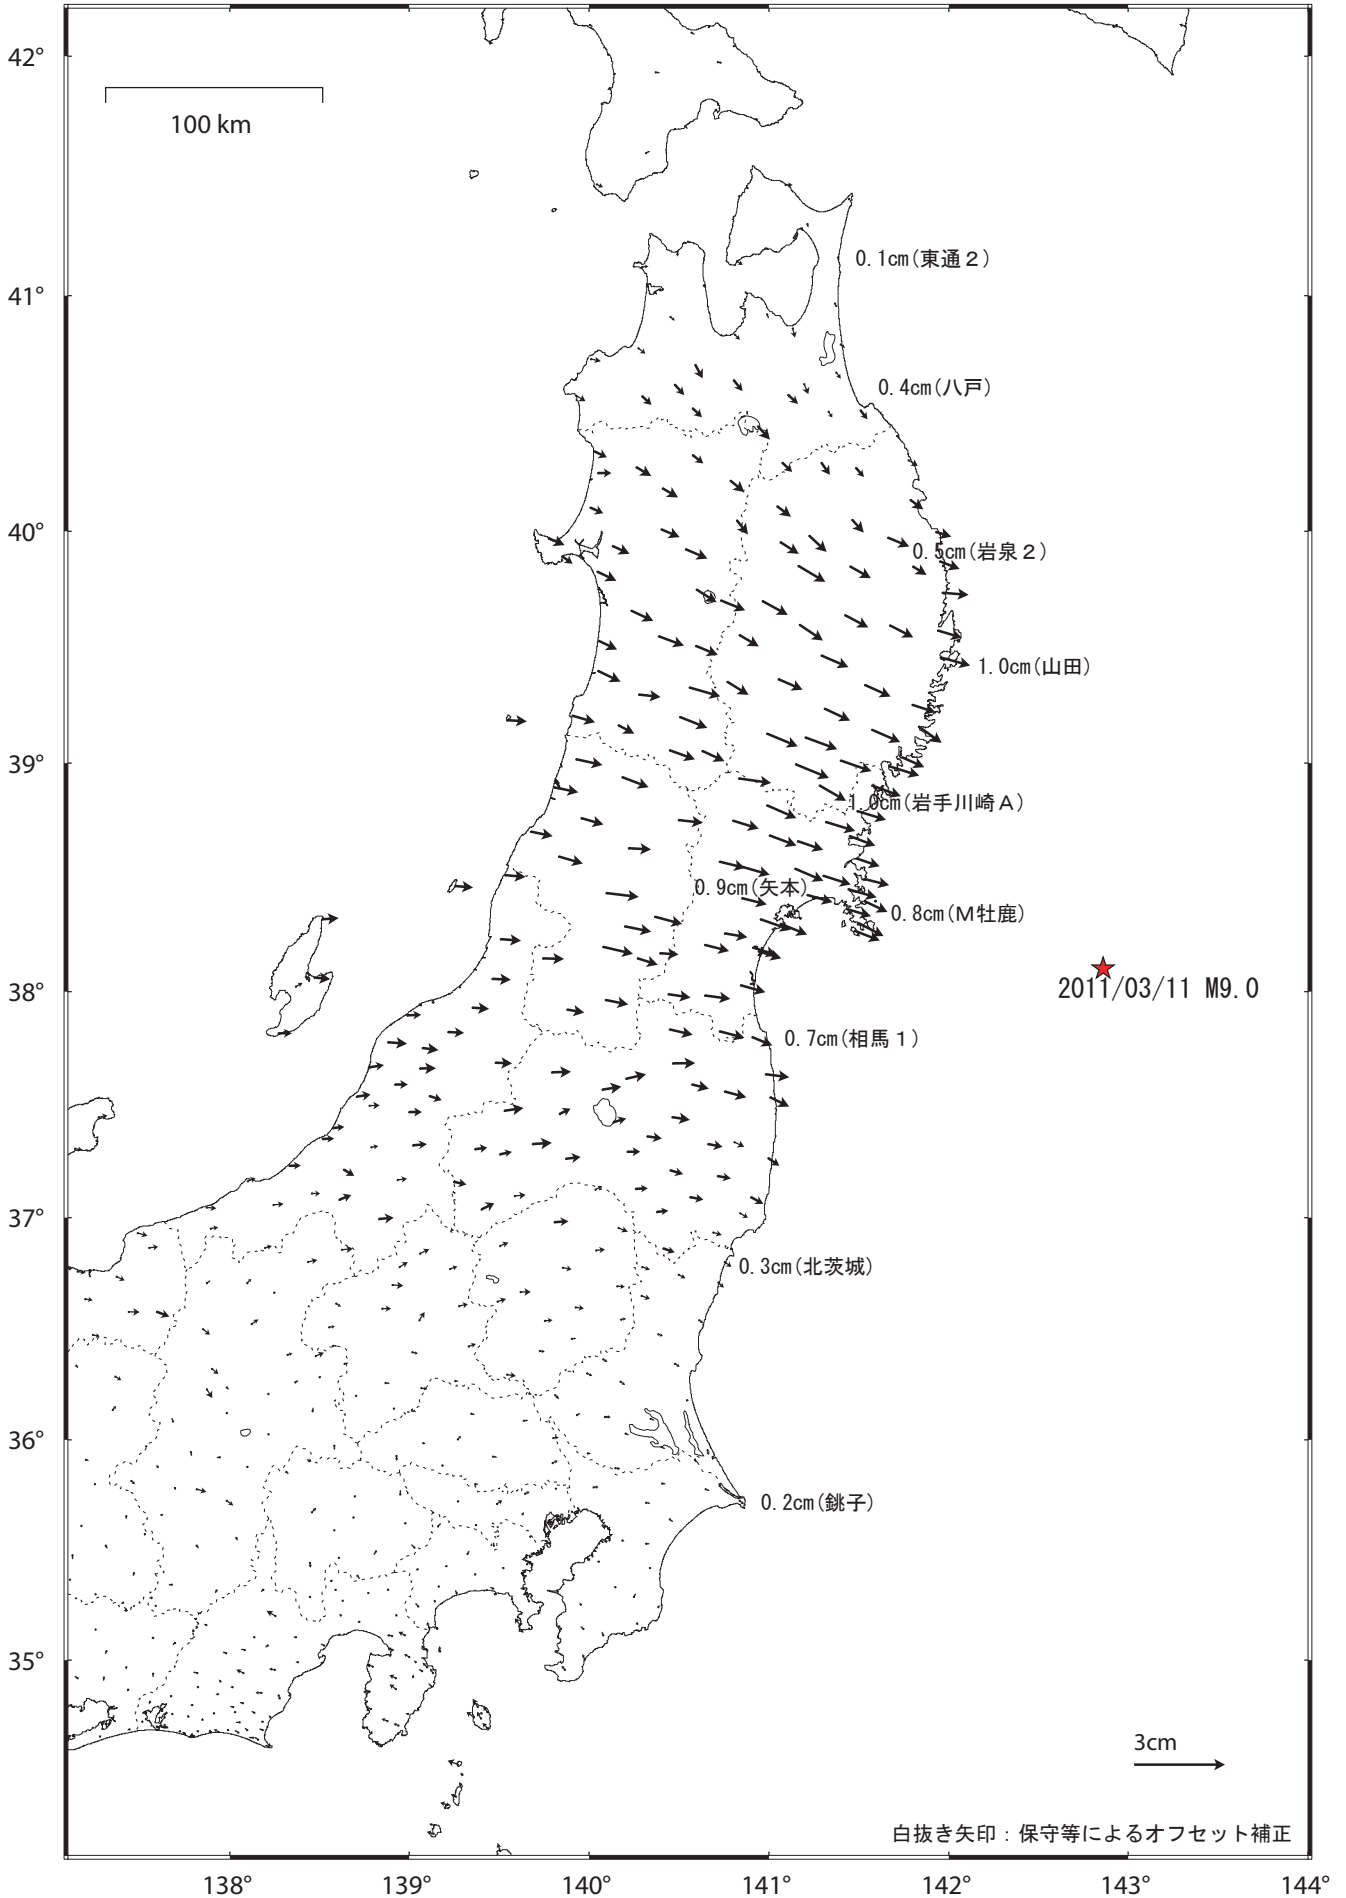 42°
100 km
0.1cm(東通２)
41°
0.4cm(八戸)
40°
0.5cm(岩泉２)
1.0cm(山田)
39°
1.0cm(岩手川崎Ａ)
0.9cm(矢本)
0.8cm(Ｍ牡鹿)
38°
2011/03/11 M9.0
0.7cm(相馬１)
37°
0.3cm(北茨城)
36°
0.2cm(銚子)
35°
3cm
白抜き矢印：保守等によるオフセット補正
138° 139° 140° 141° 142° 143° 144°